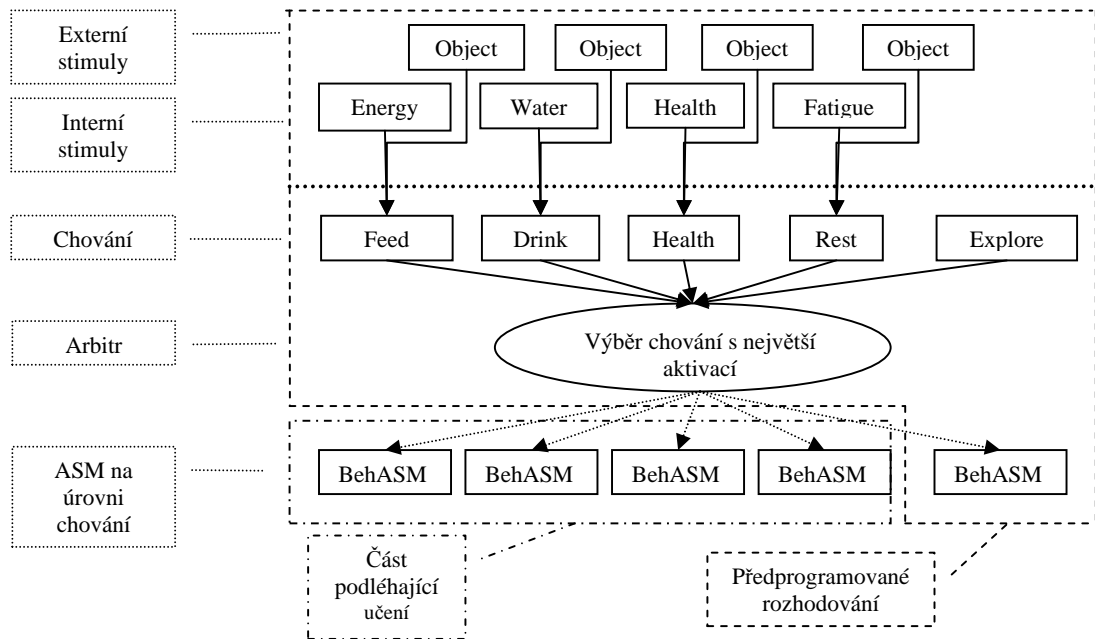 Externí
stimuly
Object
Object
Object
Object
Interní
stimuly
Energy
Water
Health
Fatigue
Chování
Feed
Drink
Health
Rest
Explore
Arbitr
Výběr chování s největší
aktivací
ASM na
úrovni
chování
BehASM
BehASM
BehASM
BehASM
BehASM
Část
podléhající
učení
Předprogramované
rozhodování